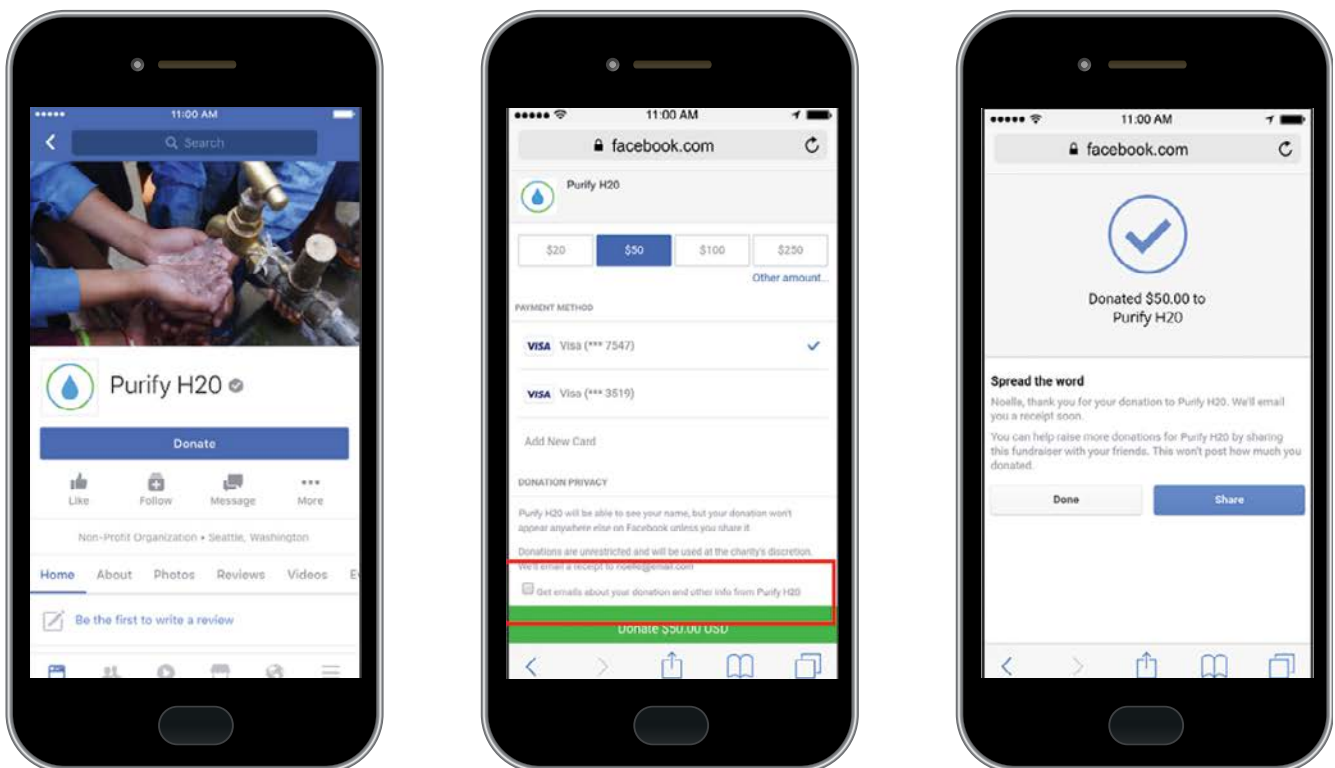 11:00 AM
Search
Purify H20
Donate
Like Follow Message More
Non-Profit Organization • Seattle, Washington
Home About Photos Reviews Videos E
Be the first to write a review
11:00 AM
facebook.com
Purify H20
$20 $50 $100 $250
Other amount...
PAYMENT METHOD
VISA Visa (*** 7547)
VISA Visa (*** 3519)
Add New Card
DONATION PRIVACY
Purify H20 will be able to see your name, but your donation won't
appear anywhere else on Facebook unless you share it
Donations are unrestricted and will be used at the charity's discretion.
We'll email a receipt to noelle@email.com
Get emails about your donation and other info from Purify H20
Donate $50.00 USD
11:00 AM
facebook.com
Donated $50.00 to
Purify H20
Spread the word
Noelle, thank you for your donation to Purify H20. We'll email
you a receipt soon.
You can help raise more donations for Purify H20 by sharing
this fundraiser with your friends. This won't post how much you
donated.
Done Share